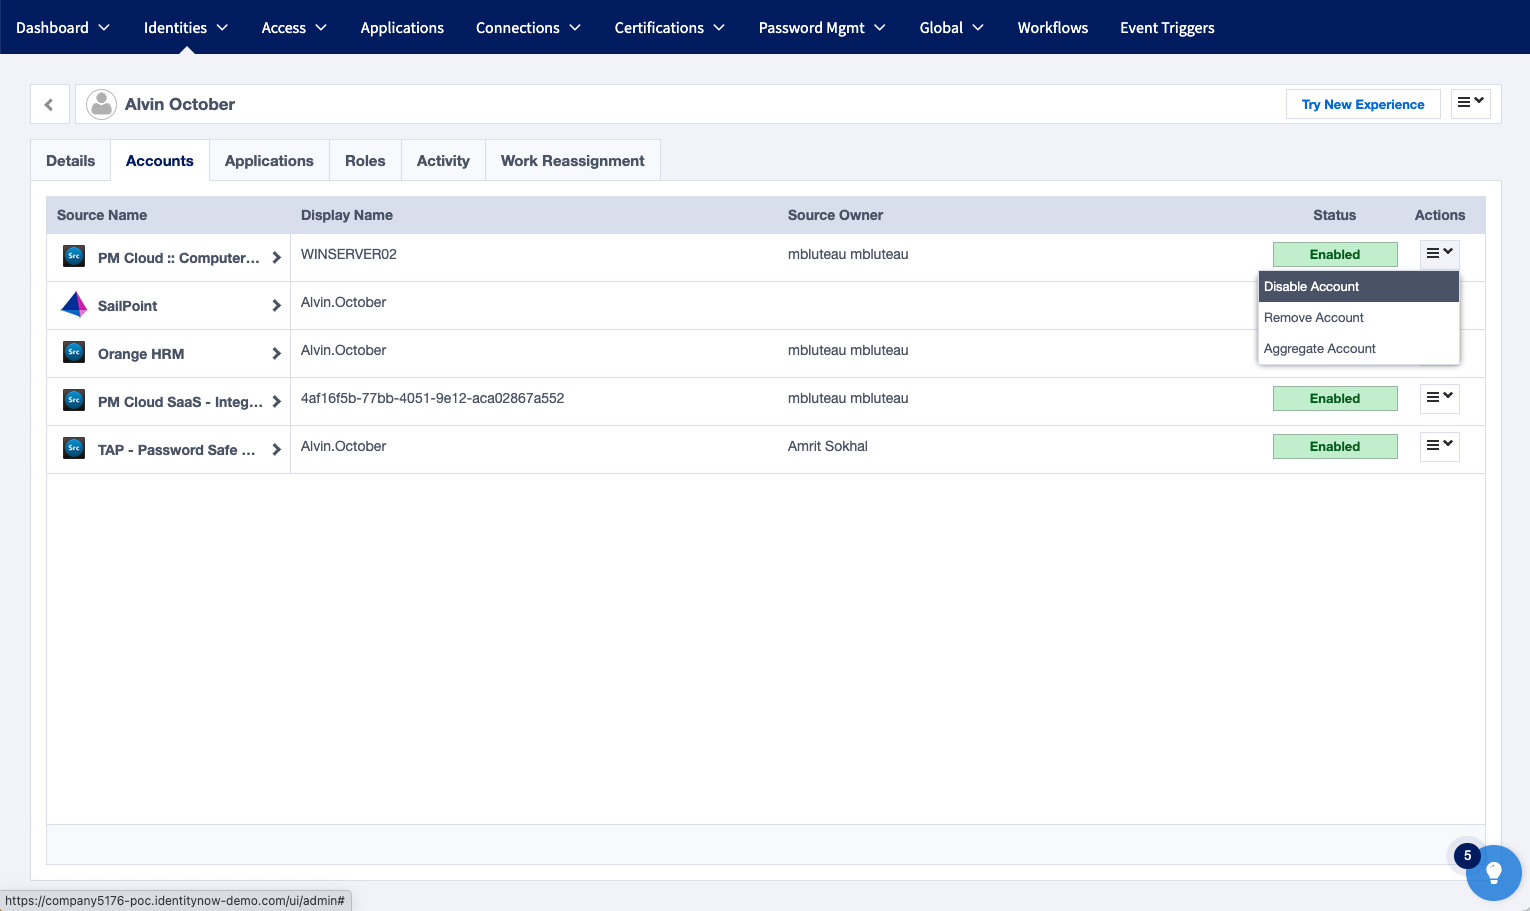 Dashboard Identities Access Applications Connections Certifications Password Mgmt Global Workflows Event Triggers
Alvin October Try New Experience
Details Accounts Applications Roles Activity Work Reassignment
Source Name Display Name Source Owner Status Actions
Src PM Cloud :: Computer... WINSERVER02 mbluteau mbluteau Enabled
Disable Account
SailPoint Alvin.October
Remove Account
Aggregate Account
Src Orange HRM Alvin.October mbluteau mbluteau
Src PM Cloud SaaS - Integ... 4af16f5b-77bb-4051-9e12-aca02867a552 mbluteau mbluteau Enabled
Src TAP - Password Safe ... Alvin.October Amrit Sokhal Enabled
5
https://company5176-poc.identitynow-demo.com/ui/admin#